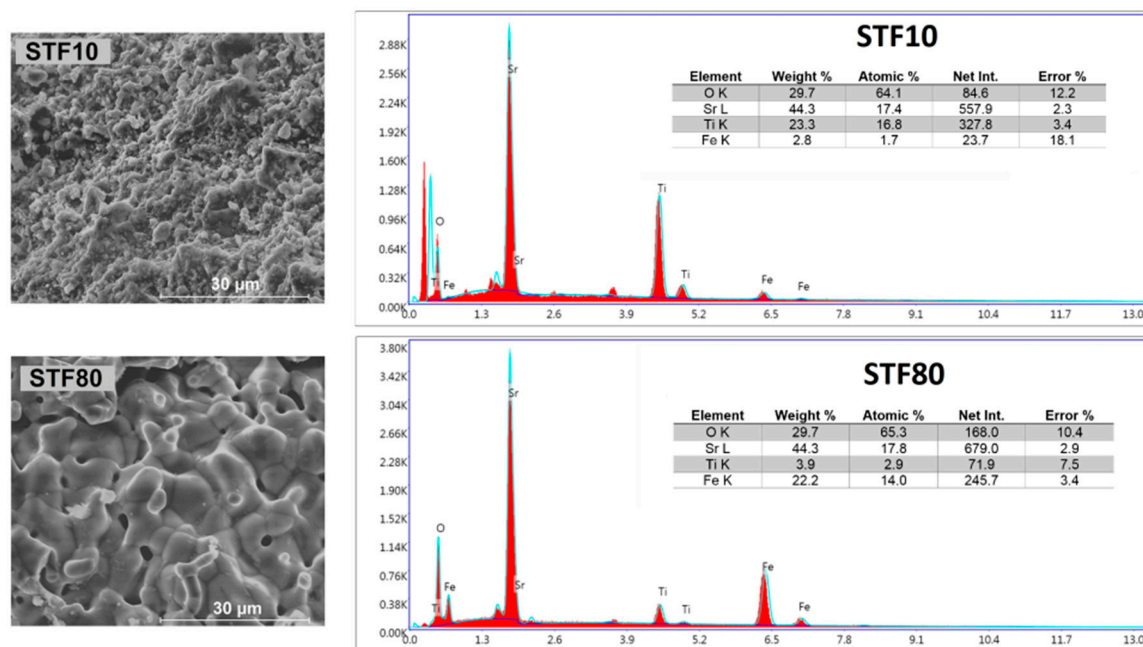 STF10
30 µm
STF10
Element Weight % Atomic % Net Int. Error %
O K 29.7 64.1 84.6 12.2
Sr L 44.3 17.4 557.9 2.3
Ti K 23.3 16.8 327.8 3.4
Fe K 2.8 1.7 23.7 18.1
2.88K
2.56K
2.24K
1.92K
1.60K
1.28K
0.96K
0.64K
0.32K
0.00K
Sr
Ti
O
Sr
Ti
Fe
Ti
Fe
Fe
0.0 1.3 2.6 3.9 5.2 6.5 7.8 9.1 10.4 11.7 13.0
STF80
30 µm
STF80
Element Weight % Atomic % Net Int. Error %
O K 29.7 65.3 168.0 10.4
Sr L 44.3 17.8 679.0 2.9
Ti K 3.9 2.9 71.9 7.5
Fe K 22.2 14.0 245.7 3.4
3.80K
3.42K
3.04K
2.66K
2.28K
1.90K
1.52K
1.14K
0.76K
0.38K
0.00K
Sr
O
Fe
Fe
Sr
Ti
Ti
Ti
Fe
0.0 1.3 2.6 3.9 5.2 6.5 7.8 9.1 10.4 11.7 13.0